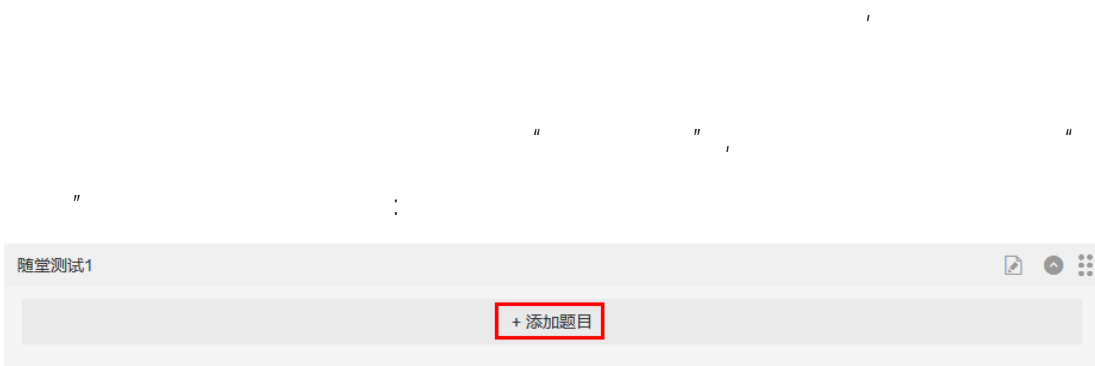 ,
“ ”, “
” :
随堂测试1
+ 添加题目